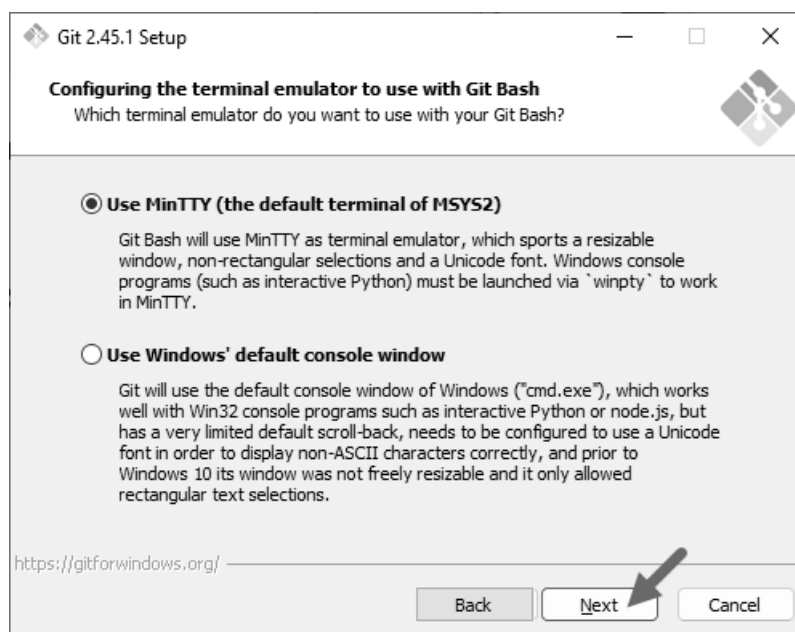 Git 2.45.1 Setup
Configuring the terminal emulator to use with Git Bash
Which terminal emulator do you want to use with your Git Bash?
Use MinTTY (the default terminal of MSYS2)
Git Bash will use MinTTY as terminal emulator, which sports a resizable
window, non-rectangular selections and a Unicode font. Windows console
programs (such as interactive Python) must be launched via `winpty` to work
in MinTTY.
Use Windows' default console window
Git will use the default console window of Windows ("cmd.exe"), which works
well with Win32 console programs such as interactive Python or node.js, but
has a very limited default scroll-back, needs to be configured to use a Unicode
font in order to display non-ASCII characters correctly, and prior to
Windows 10 its window was not freely resizable and it only allowed
rectangular text selections.
https://gitforwindows.org/
Back Next Cancel